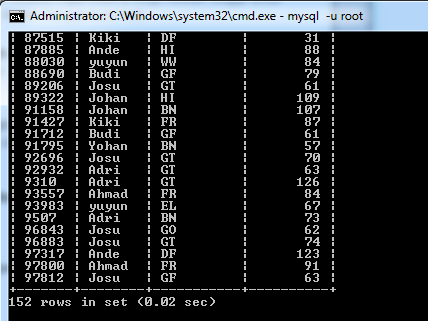 Administrator: C:\Windows\system32\cmd.exe - mysql -u root
| 87515 | Kiki | DF | 31 |
| 87885 | Ande | HI | 88 |
| 88030 | yuyun | WW | 84 |
| 88690 | Budi | GF | 79 |
| 89206 | Josu | GT | 61 |
| 89322 | Johan | HI | 109 |
| 91158 | Johan | BN | 107 |
| 91427 | Kiki | FR | 87 |
| 91712 | Budi | GF | 61 |
| 91795 | Yohan | BN | 57 |
| 92696 | Josu | GT | 70 |
| 92932 | Adri | GT | 63 |
| 9310 | Adri | GT | 126 |
| 93557 | Ahmad | FR | 84 |
| 93983 | yuyun | EL | 67 |
| 9507 | Adri | BN | 73 |
| 96843 | Josu | GO | 62 |
| 96883 | Josu | GT | 74 |
| 97317 | Ande | DF | 123 |
| 97800 | Ahmad | FR | 91 |
| 97812 | Josu | GF | 63 |
152 rows in set (0.02 sec)